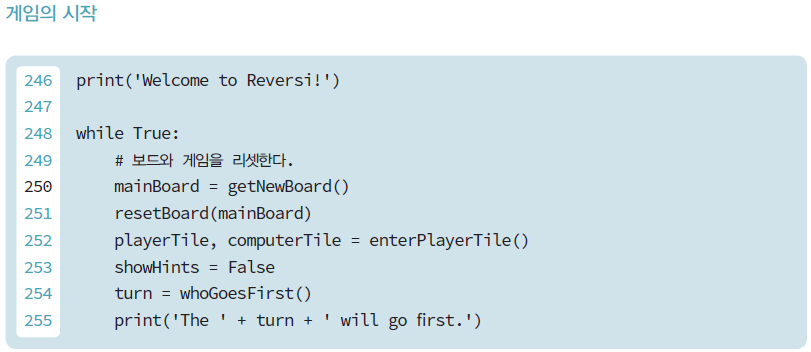 게임의 시작
246 print('Welcome to Reversi!')
247
248 while True:
249     # 보드와 게임을 리셋한다.
250     mainBoard = getNewBoard()
251     resetBoard(mainBoard)
252     playerTile, computerTile = enterPlayerTile()
253     showHints = False
254     turn = whoGoesFirst()
255     print('The ' + turn + ' will go first.')